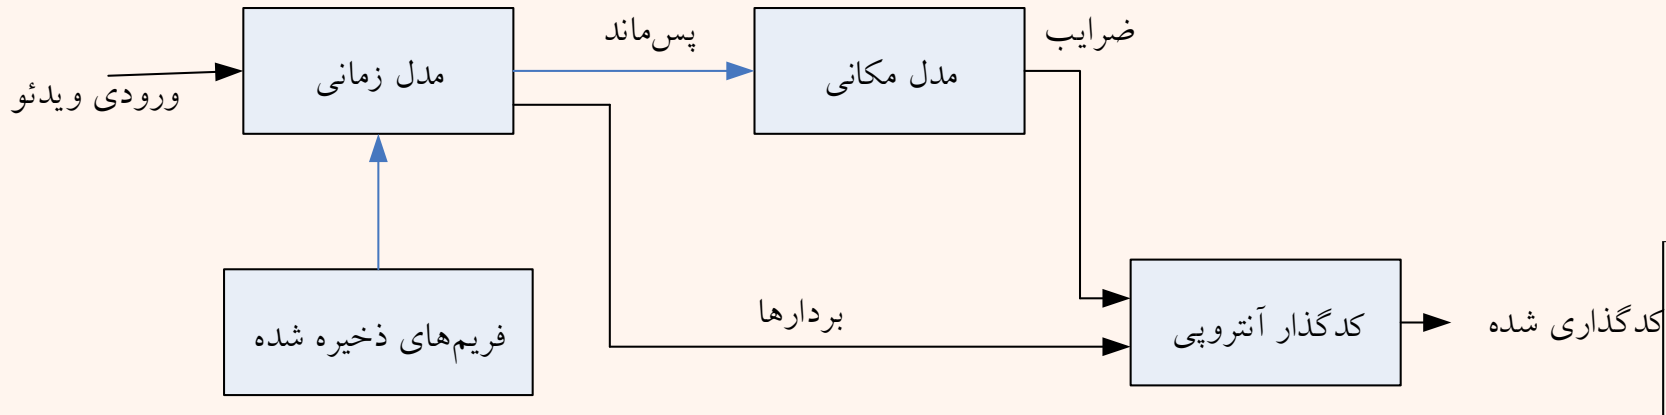 ورودی ویدئو
مدل زمانی
پس‌ماند
مدل مکانی
ضرایب
فریم‌های ذخیره شده
بردارها
کدگذار آنتروپی
کدگذاری شده